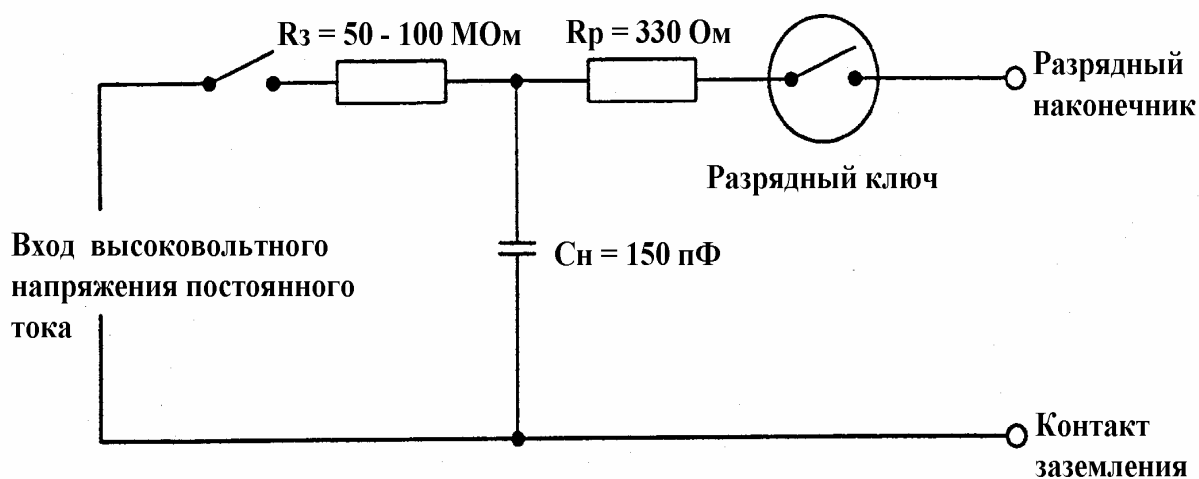 Rз = 50 - 100 МОм
Rр = 330 Ом
Разрядный
наконечник
Разрядный ключ
Вход высоковольтного
напряжения постоянного
тока
Сн = 150 пФ
Контакт
заземления